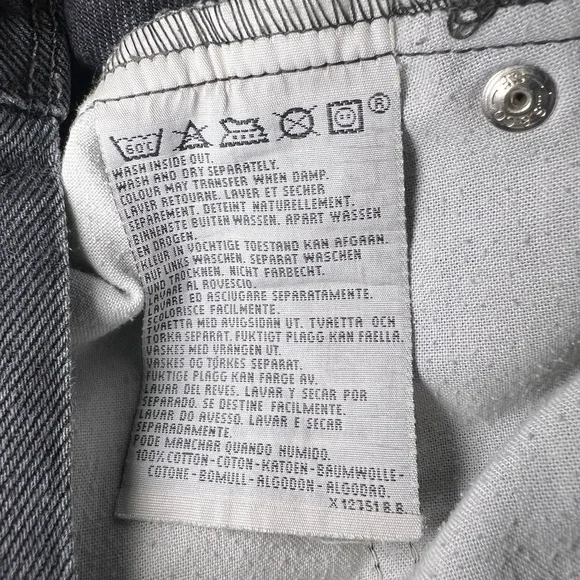 60°C ®
WASH INSIDE OUT.
WASH AND DRY SEPARATELY.
COLOUR MAY TRANSFER WHEN DAMP.
LAVER RETOURNE. LAVER ET SECHER
SEPAREMENT. DETEINT NATURELLEMENT.
BINNENSTE BUITEN WASSEN. APART WASSEN
EN DROGEN.
KLEUR IN VOCHTIGE TOESTAND KAN AFGAAN.
AUF LINKS WASCHEN. SEPARAT WASCHEN
UND TROCKNEN. NICHT FARBECHT.
LAVARE AL ROVESCIO.
LAVARE ED ASCIUGARE SEPARATAMENTE.
SCOLORISCE FACILMENTE.
TVAETTA MED AVIGSIDAN UT. TVAETTA OCH
TORKA SEPARAT. FUKTIGT PLAGG KAN FAELLA.
VASKES MED VRANGEN UT.
VASKES OG TØRKES SEPARAT.
FUKTIGE PLAGG KAN FARGE AV.
LAVAR DEL REVES. LAVAR Y SECAR POR
SEPARADO. SE DESTINE FACILMENTE.
LAVAR DO AVESSO. LAVAR E SECAR
SEPARADAMENTE.
PODE MANCHAR QUANDO HUMIDO.
100% COTTON-COTON-KATOEN-BAUMWOLLE-
COTONE-BOMULL-ALGODON-ALGODAO.
X 12751 B.B.